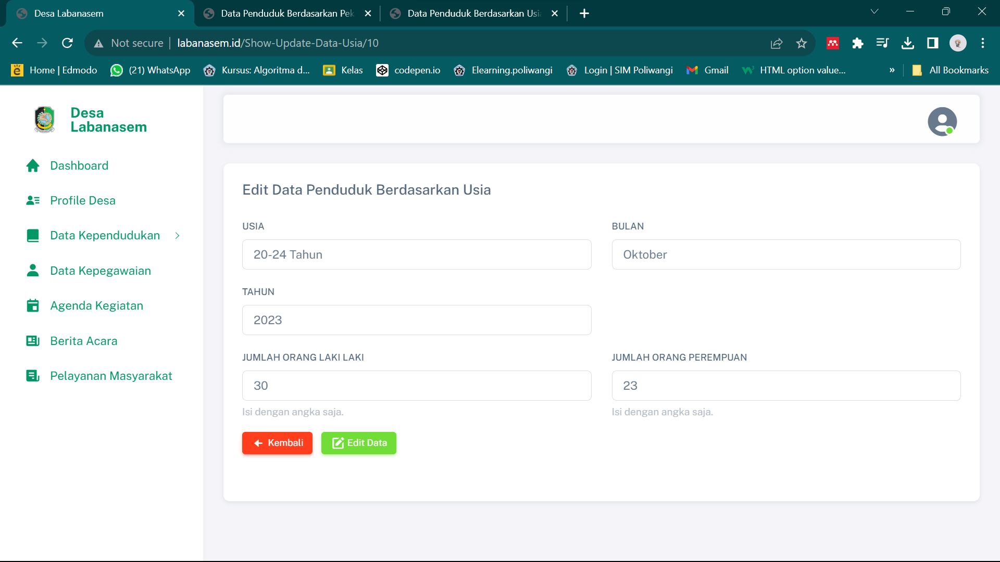 Desa Labanasem
Data Penduduk Berdasarkan Pek
Data Penduduk Berdasarkan Usia
Not secure
labanasem.id/Show-Update-Data-Usia/10
Home | Edmodo
(21) WhatsApp
Kursus: Algoritma d...
Kelas
codepen.io
Elearning.poliwangi
Login | SIM Poliwangi
Gmail
HTML option value...
»
All Bookmarks
Desa
Labanasem
Dashboard
Profile Desa
Data Kependudukan
Data Kepegawaian
Agenda Kegiatan
Berita Acara
Pelayanan Masyarakat
Edit Data Penduduk Berdasarkan Usia
USIA
20-24 Tahun
BULAN
Oktober
TAHUN
2023
JUMLAH ORANG LAKI LAKI
30
Isi dengan angka saja.
JUMLAH ORANG PEREMPUAN
23
Isi dengan angka saja.
Kembali
Edit Data